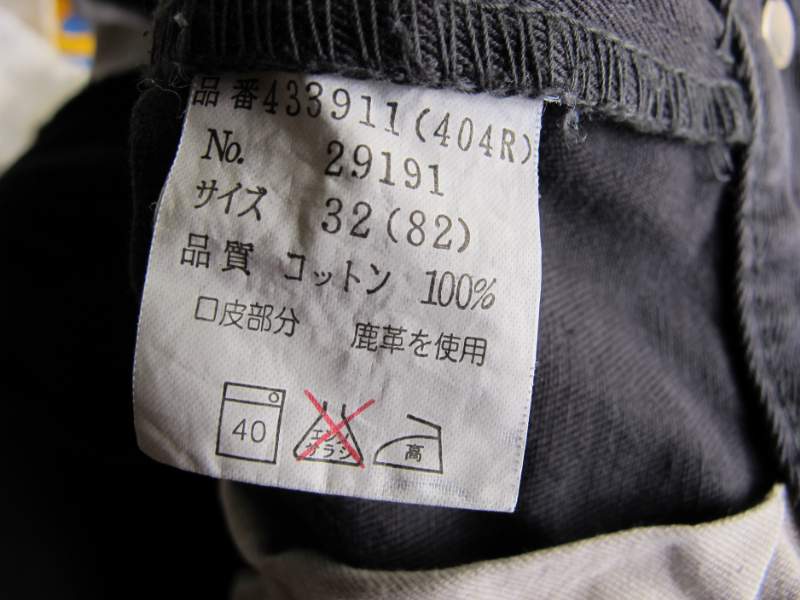 品番433911(404R)
No. 29191
サイズ 32(82)
品質 コットン 100%
口皮部分 鹿革を使用
40
エンソ
サラシ
高